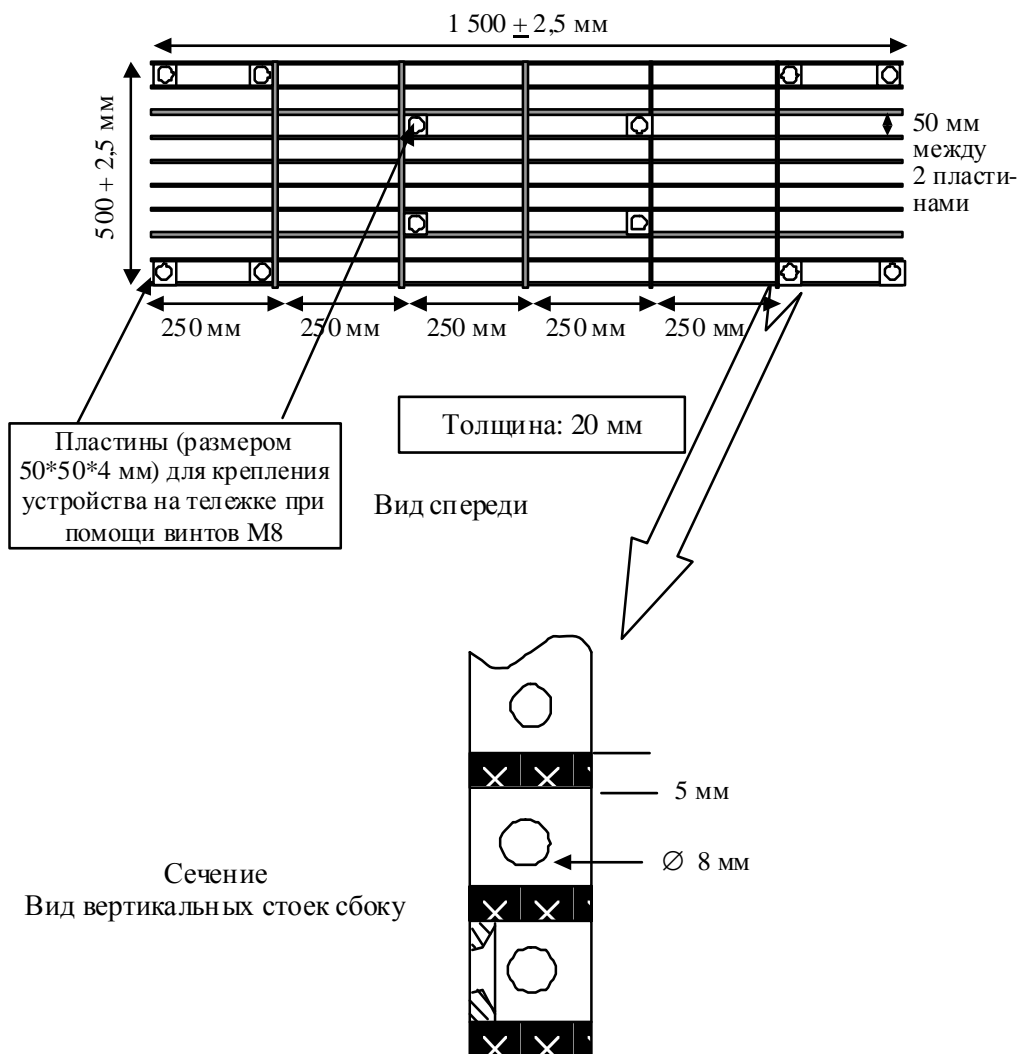 1 500 ± 2,5 мм
500 + 2,5 мм
50 мм
между
2 пласти-
нами
250 мм
250 мм
250 мм
250 мм
250 мм
Толщина: 20 мм
Пластины (размером
50*50*4 мм) для крепления
устройства на тележке при
помощи винтов М8
Вид спереди
5 мм
∅ 8 мм
Сечение
Вид вертикальных стоек сбоку